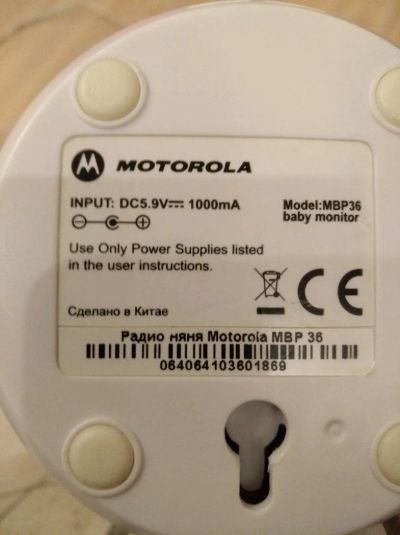 MOTOROLA
INPUT: DC5.9V⎓ 1000mA
Model:MBP36
baby monitor
Use Only Power Supplies listed
in the user instructions.
CE
Сделано в Китае
Радио няня Motorola MBP 36
064064103601869